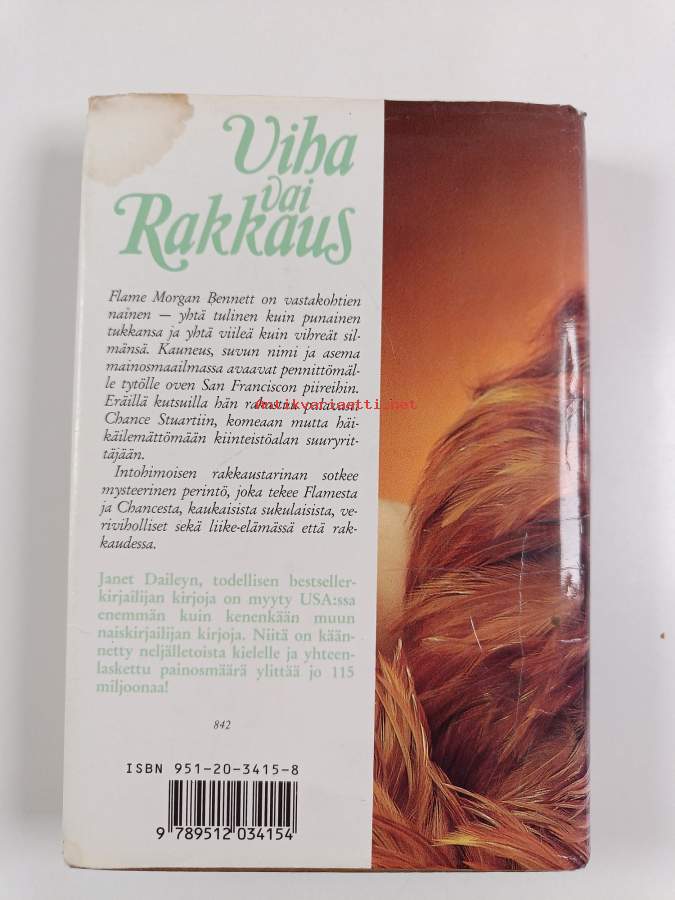 Viha
vai
Rakkaus
Flame Morgan Bennett on vastakohtien
nainen — yhtä tulinen kuin punainen
tukkansa ja yhtä viileä kuin vihreät sil-
mänsä. Kauneus, suvun nimi ja asema
mainosmaailmassa avaavat pennittömäl-
le tytölle oven San Franciscon piireihin.
Eräillä kutsuilla hän
antikvariaatti.net
Chance Stuartiin, komeaan mutta häi-
käilemättömään kiinteistöalan suuryrit-
täjään.
Intohimoisen rakkaustarinan sotkee
mysteerinen perintö, joka tekee Flamesta
ja Chancesta, kaukaisista sukulaisista, ve-
riviholliset sekä liike-elämässä että rak-
kaudessa.
Janet Daileyn, todellisen bestseller-
kirjailijan kirjoja on myyty USA:ssa
enemmän kuin kenenkään muun
naiskirjailijan kirjoja. Niitä on kään-
netty neljälletoista kielelle ja yhteen-
laskettu painosmäärä ylittää jo 115
miljoonaa!
842
ISBN 951-20-3415-8
9 789512 034154